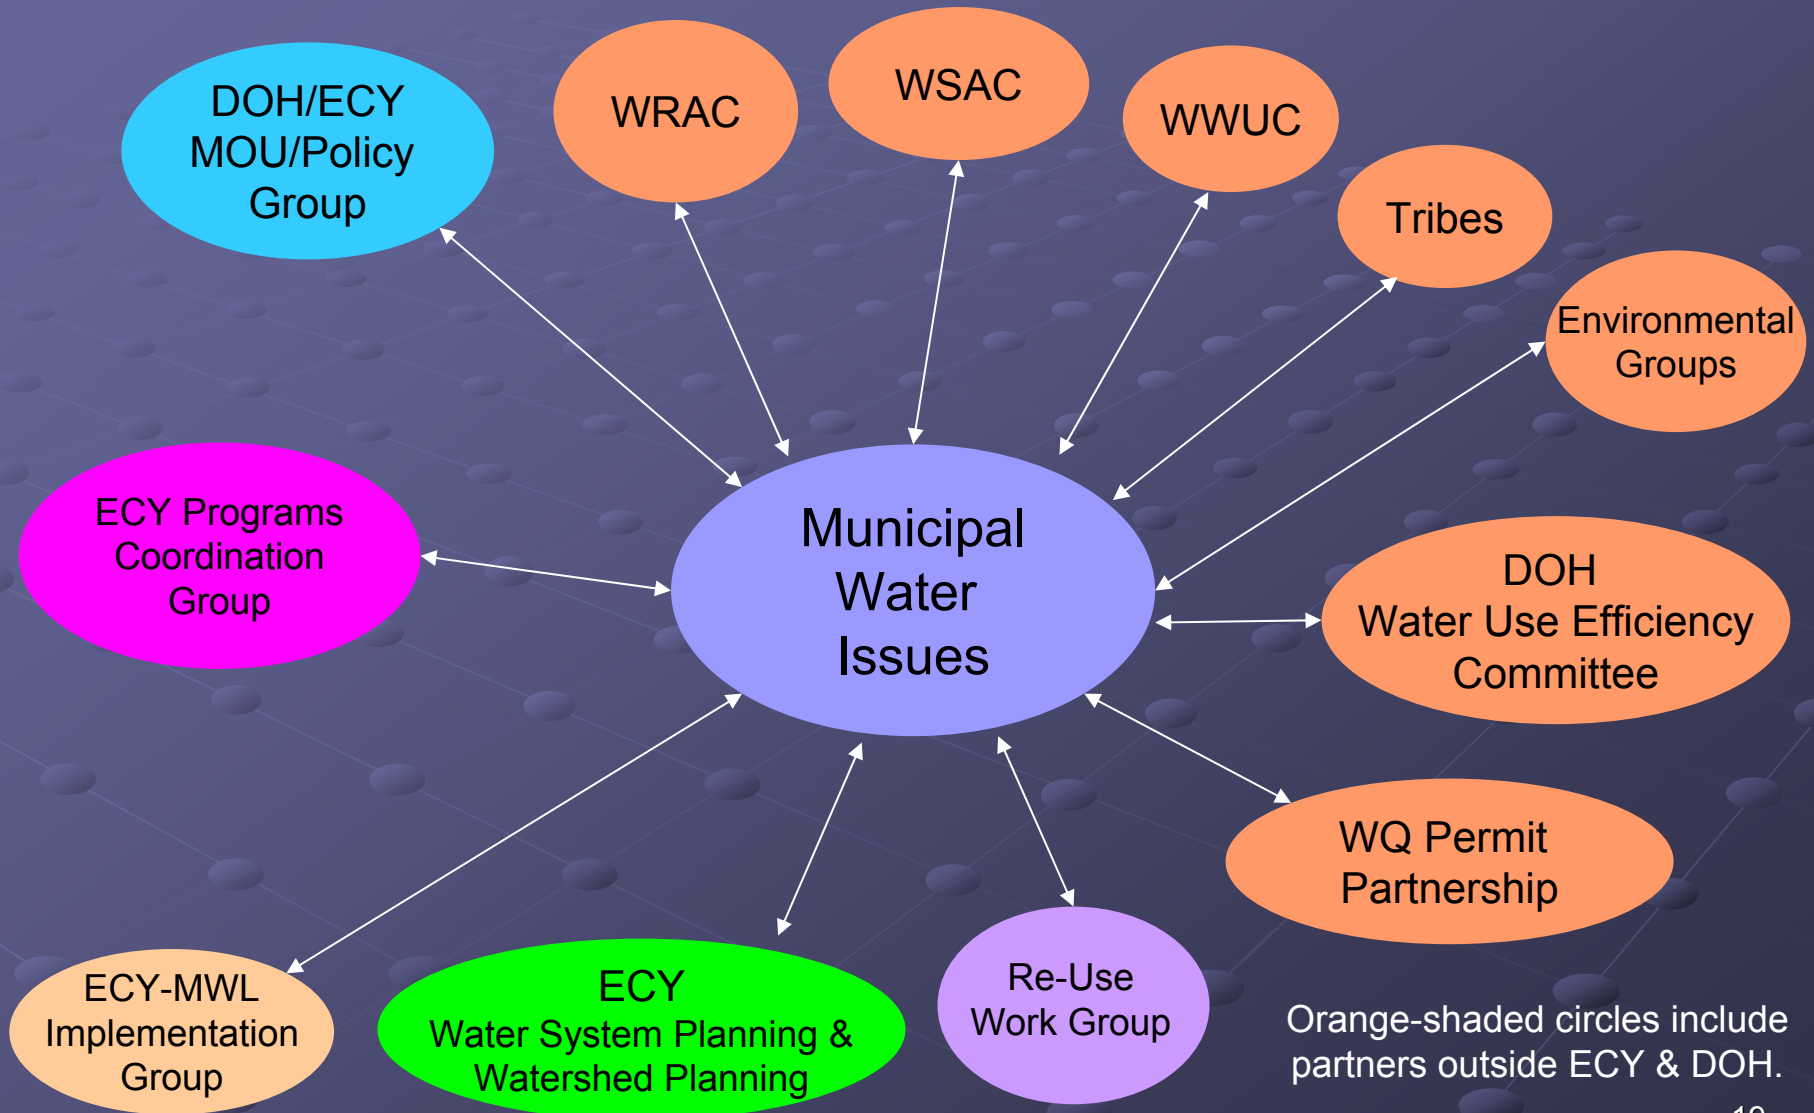 DOH/ECY
MOU/Policy
Group
WRAC
WSAC
WWUC
Tribes
Environmental
Groups
ECY Programs
Coordination
Group
Municipal
Water
Issues
DOH
Water Use Efficiency
Committee
WQ Permit
Partnership
ECY-MWL
Implementation
Group
ECY
Water System Planning &
Watershed Planning
Re-Use
Work Group
Orange-shaded circles include
partners outside ECY & DOH.